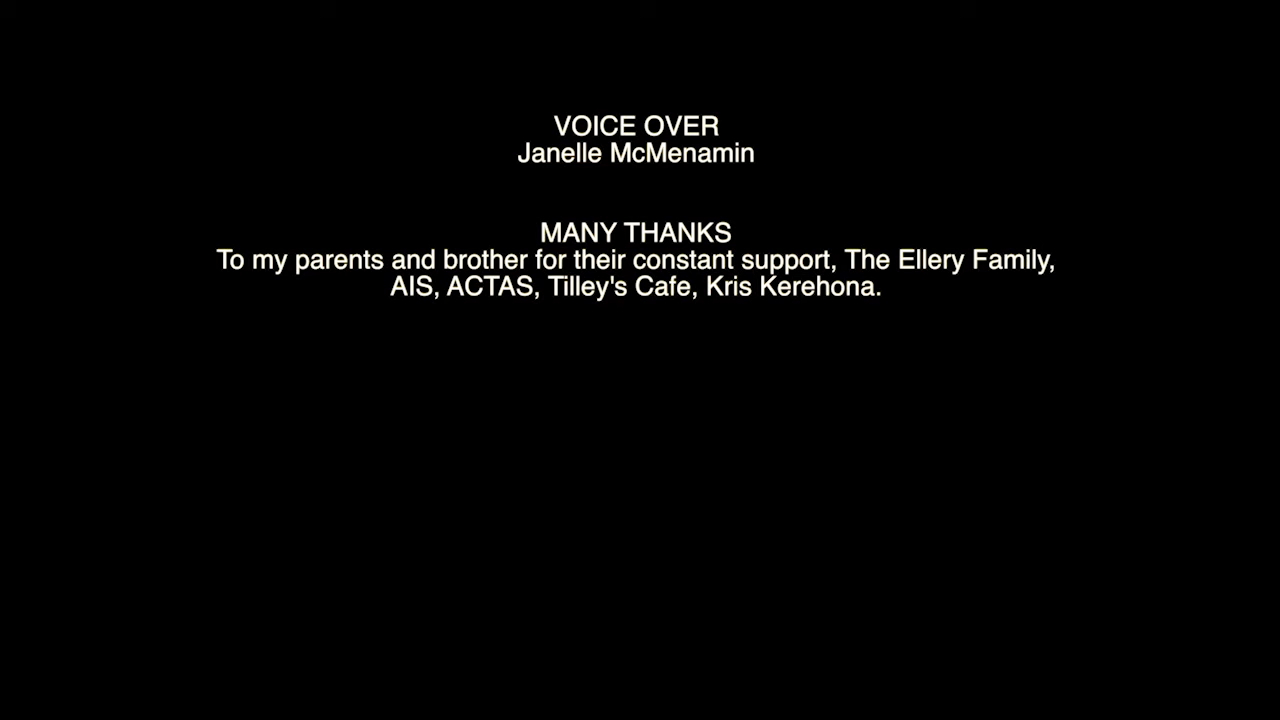 VOICE OVER
Janelle McMenamin
MANY THANKS
To my parents and brother for their constant support, The Ellery Family,
AIS, ACTAS, Tilley's Cafe, Kris Kerehona.